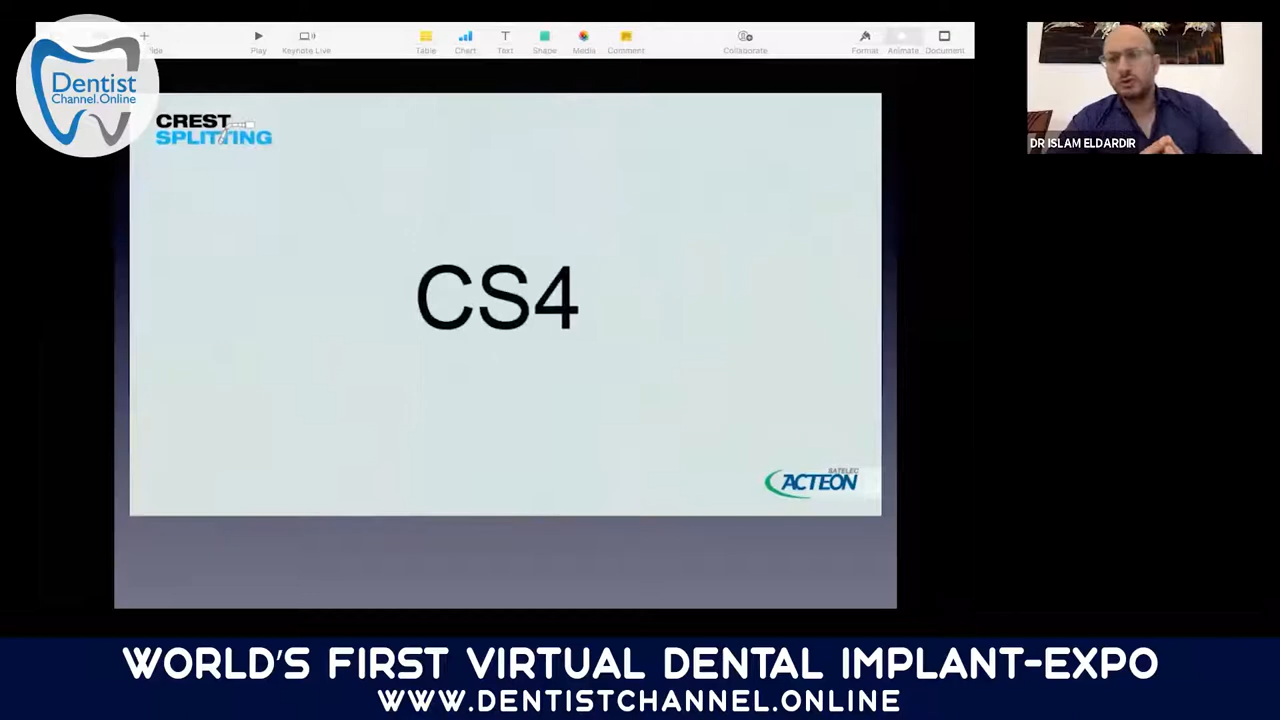 Play
Keynote Live
Table
Chart
Text
Shape
Media
Comment
Collaborate
Format
Animate
Document
Dentist
Channel.Online
CREST
SPLITTING
DR ISLAM ELDARDIR
CS4
SATELEC
ACTEON
WORLD'S FIRST VIRTUAL DENTAL IMPLANT-EXPO
WWW.DENTISTCHANNEL.ONLINE